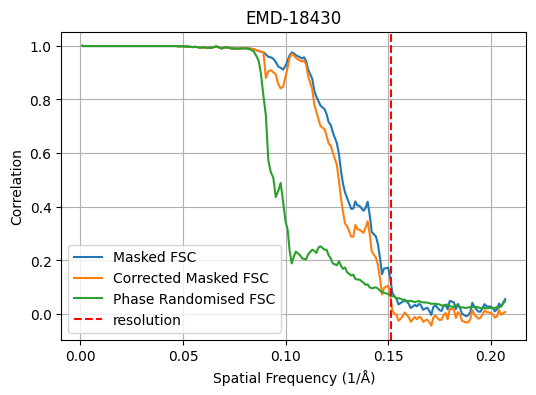 EMD-18430
1.0
0.8
0.6
0.4
0.2
0.0
Correlation
Masked FSC
Corrected Masked FSC
Phase Randomised FSC
resolution
0.00 0.05 0.10 0.15 0.20
Spatial Frequency (1/Å)